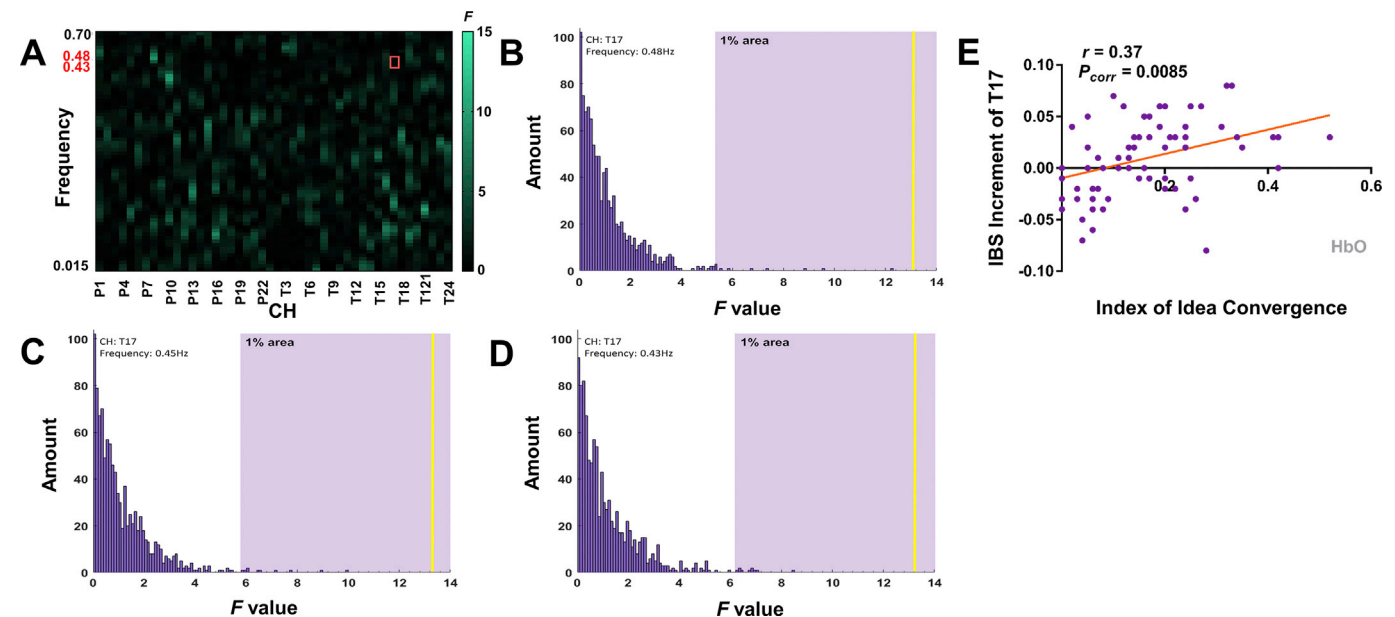 A
F
0.70
0.48
0.43
0.015
Frequency
15
10
5
0
P1 P4 P7 P10 P13 P16 P19 P22 T3 T6 T9 T12 T15 T18 T121 T24
CH
B
CH: T17
Frequency: 0.48Hz
1% area
Amount
100
80
60
40
20
0
0 2 4 6 8 10 12 14
F value
E
r = 0.37
Pcorr = 0.0085
IBS Increment of T17
0.10
0.05
0.00
-0.05
-0.10
0.2 0.4 0.6
HbO
Index of Idea Convergence
C
CH: T17
Frequency: 0.45Hz
1% area
Amount
100
80
60
40
20
0
0 2 4 6 8 10 12 14
F value
D
CH: T17
Frequency: 0.43Hz
1% area
Amount
100
80
60
40
20
0
0 2 4 6 8 10 12 14
F value